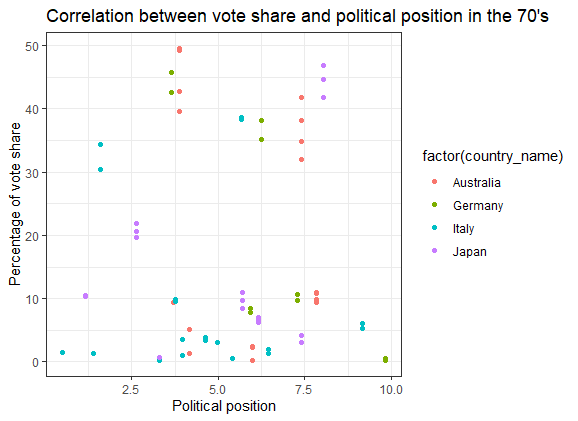 Correlation between vote share and political position in the 70's
50
40
30
20
10
0
Percentage of vote share
2.5
5.0
7.5
10.0
Political position
factor(country_name)
Australia
Germany
Italy
Japan